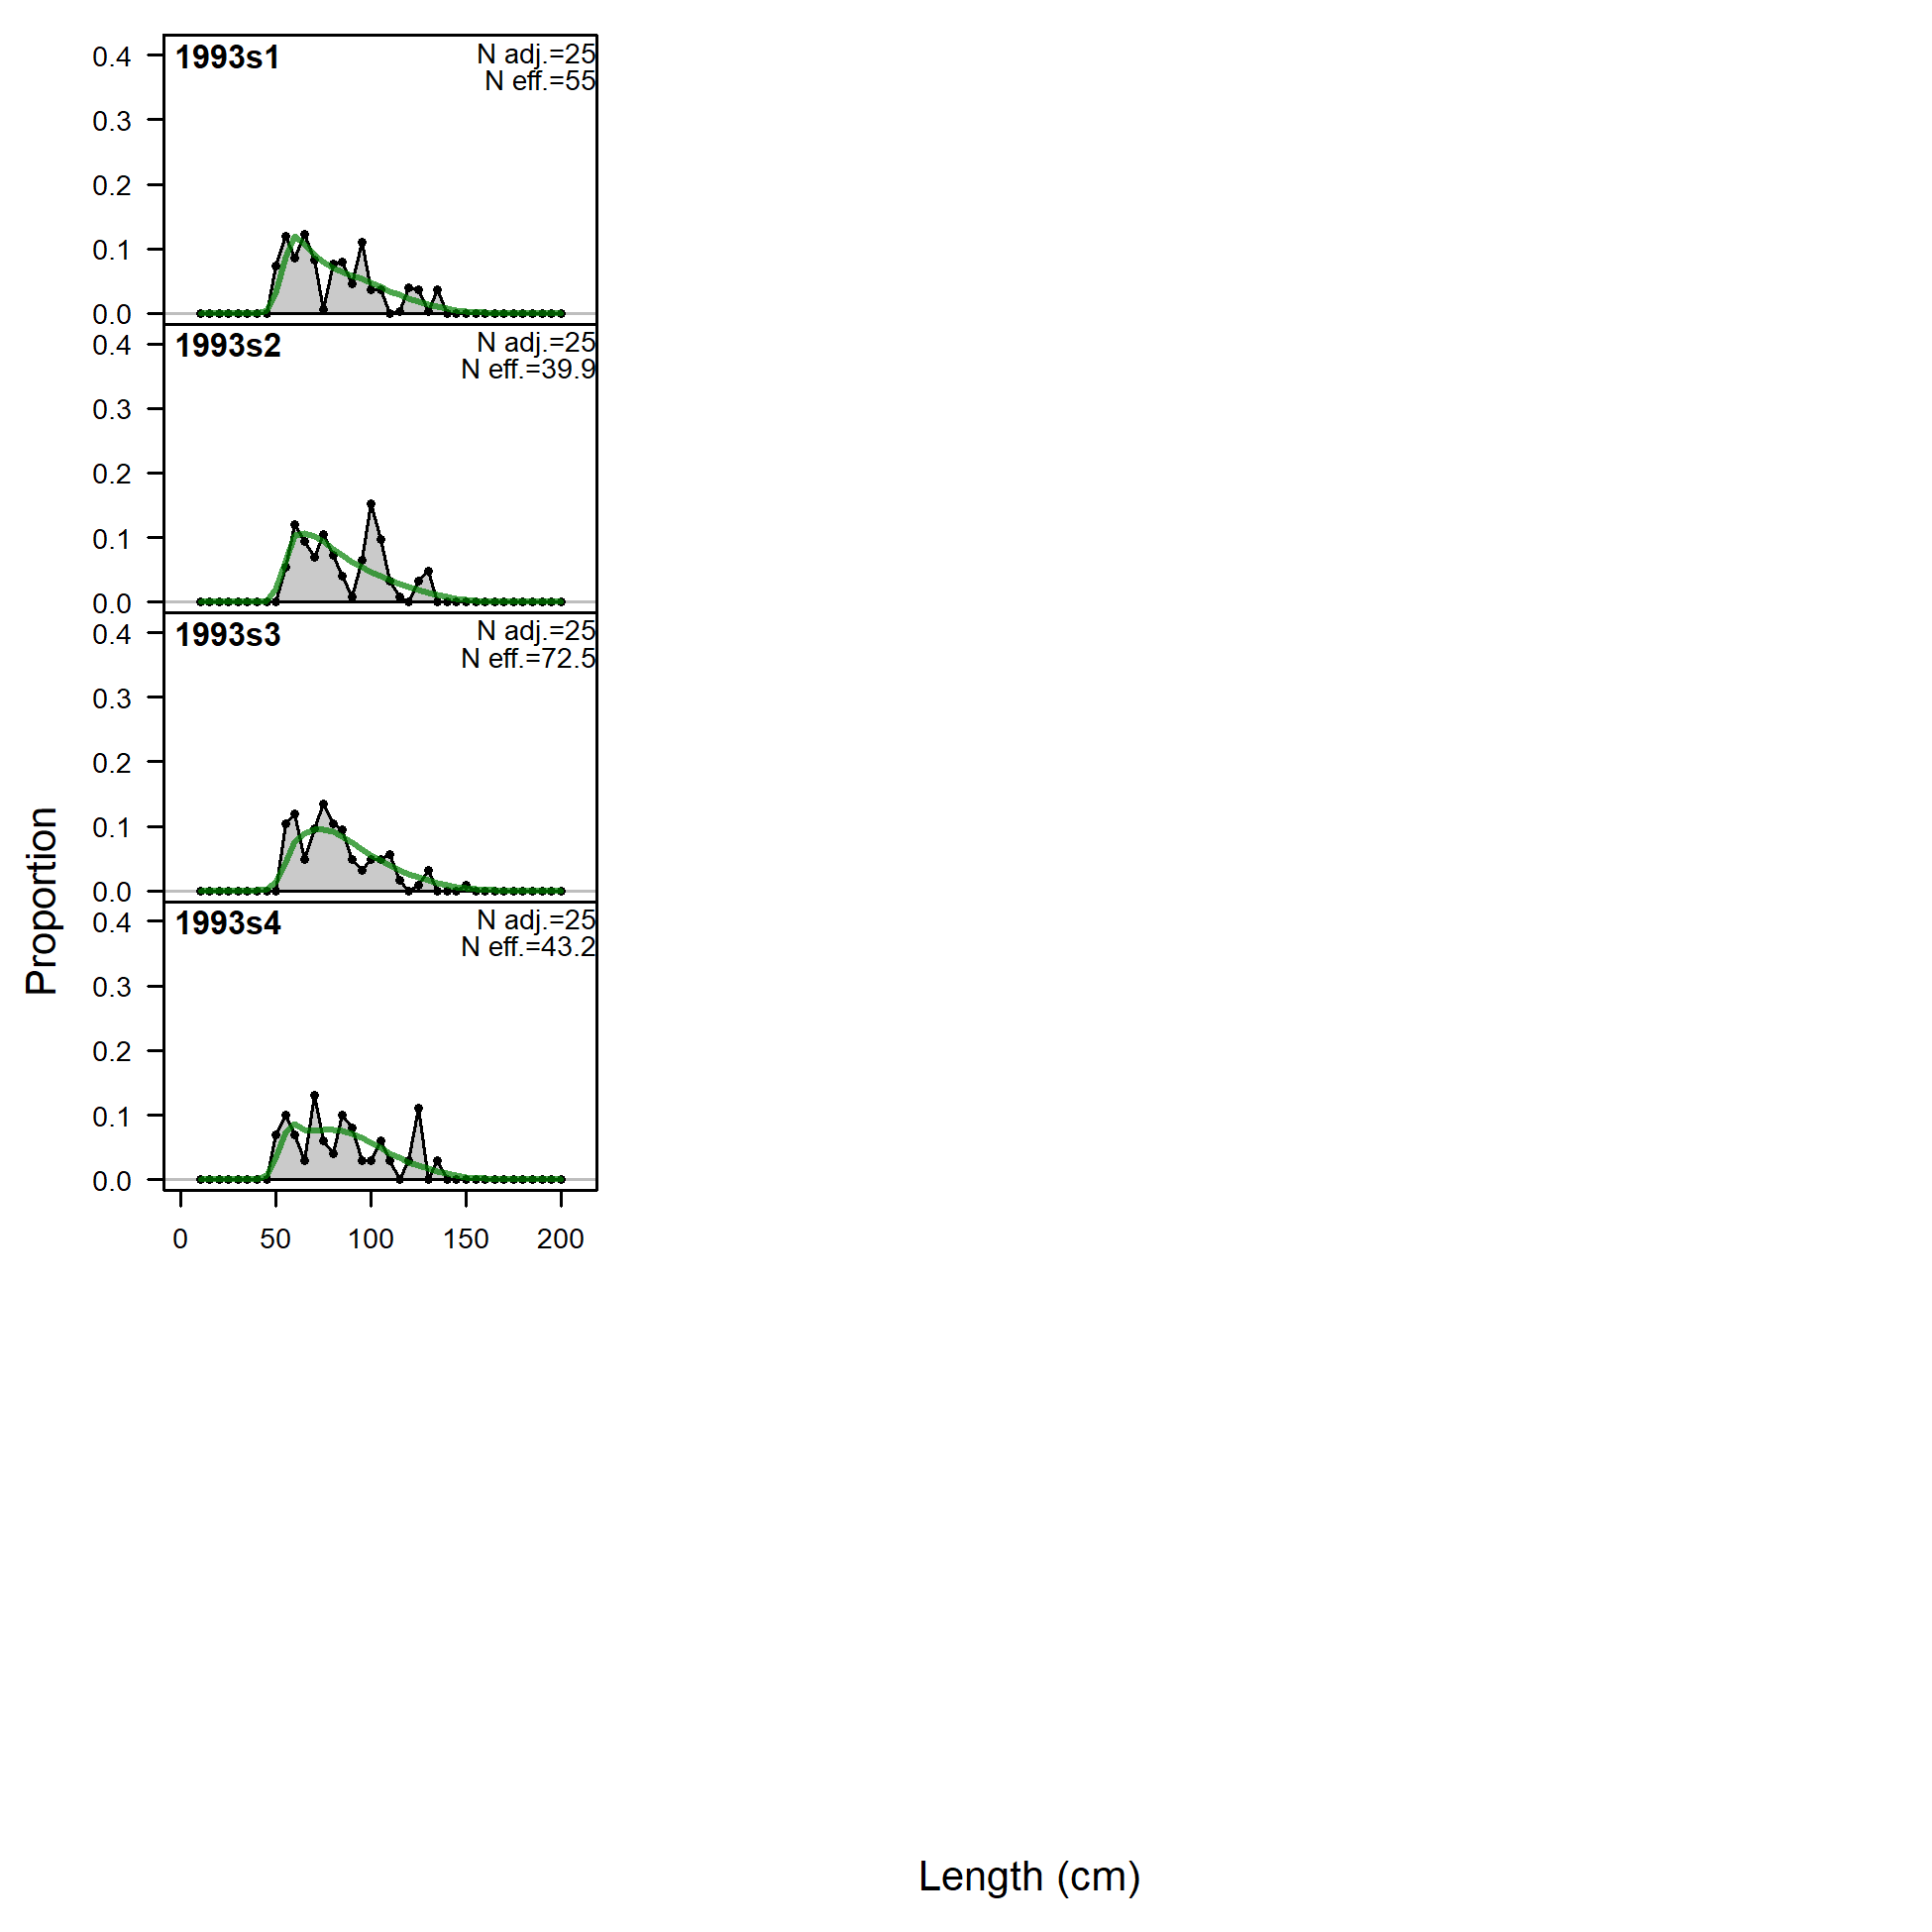 Proportion
0.4
0.3
0.2
0.1
0.0
1993s1
N adj.=25
N eff.=55
0.4
0.3
0.2
0.1
0.0
1993s2
N adj.=25
N eff.=39.9
0.4
0.3
0.2
0.1
0.0
1993s3
N adj.=25
N eff.=72.5
0.4
0.3
0.2
0.1
0.0
1993s4
N adj.=25
N eff.=43.2
0 50 100 150 200
Length (cm)